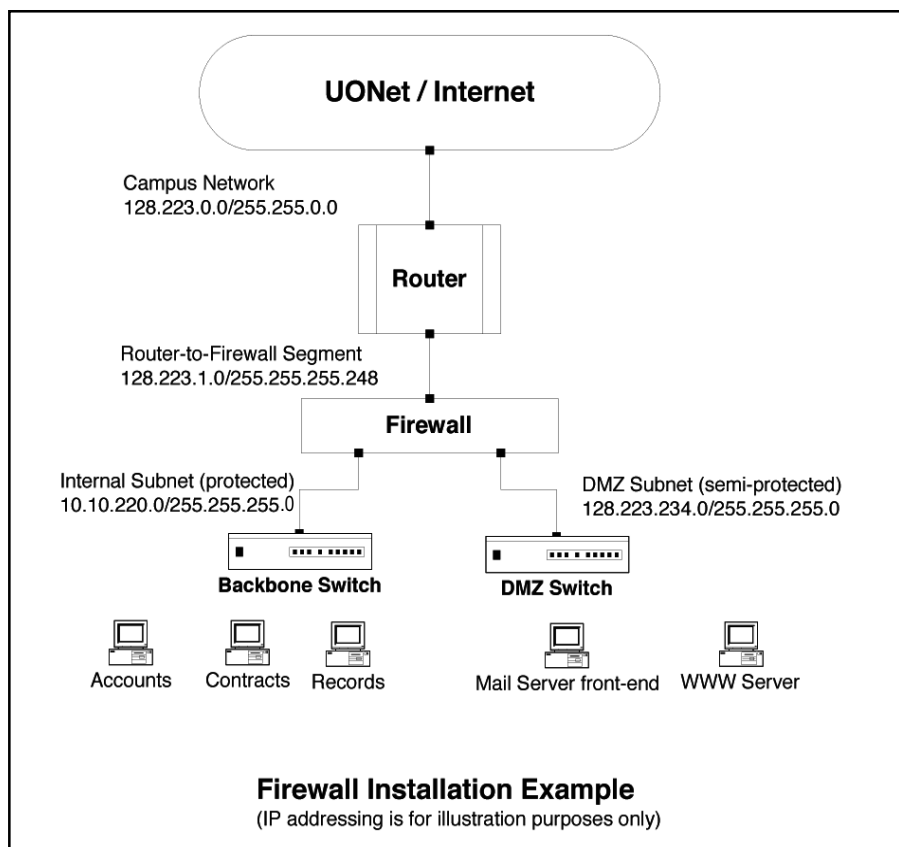 UONet / Internet
Campus Network
128.223.0.0/255.255.0.0
Router
Router-to-Firewall Segment
128.223.1.0/255.255.255.248
Firewall
Internal Subnet (protected)
10.10.220.0/255.255.255.0
DMZ Subnet (semi-protected)
128.223.234.0/255.255.255.0
Backbone Switch
DMZ Switch
Accounts
Contracts
Records
Mail Server front-end
WWW Server
Firewall Installation Example
(IP addressing is for illustration purposes only)